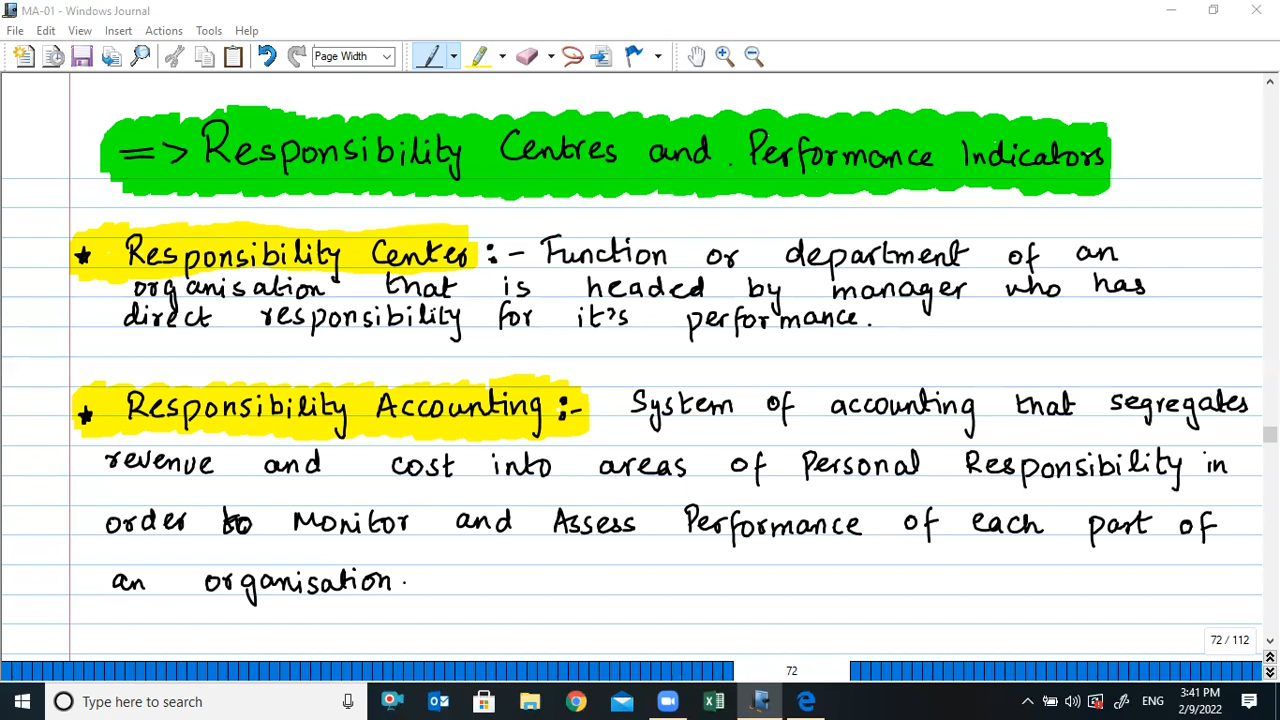 MA-01 - Windows Journal
File Edit View Insert Actions Tools Help
Page Width
=> Responsibility Centres and Performance Indicators
* Responsibility Center :- Function or department of an
organisation that is headed by manager who has
direct responsibility for it's performance.
* Responsibility Accounting :- System of accounting that segregates
revenue and cost into areas of Personal Responsibility in
order to Monitor and Assess Performance of each part of
an organisation.
72 / 112
72
Type here to search
ENG
3:41 PM
2/9/2022